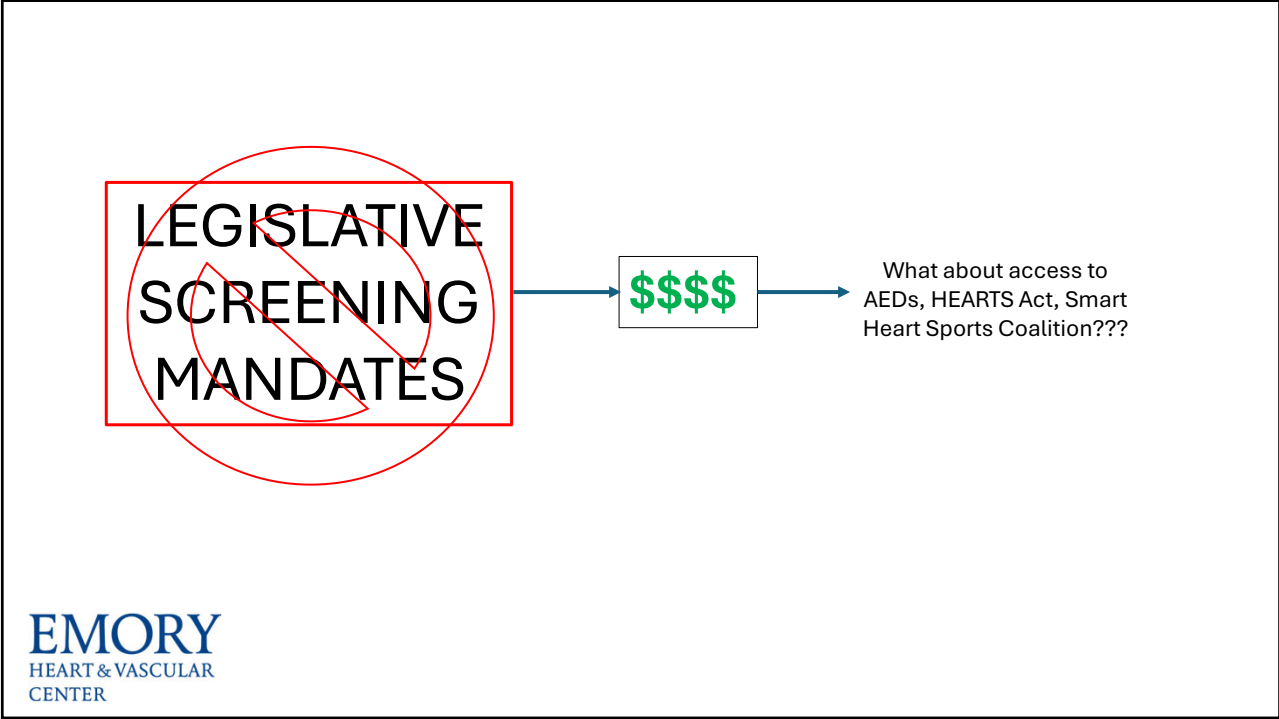 LEGISLATIVE
SCREENING
MANDATES
$$$$
What about access to
AEDs, HEARTS Act, Smart
Heart Sports Coalition???
EMORY
HEART & VASCULAR
CENTER